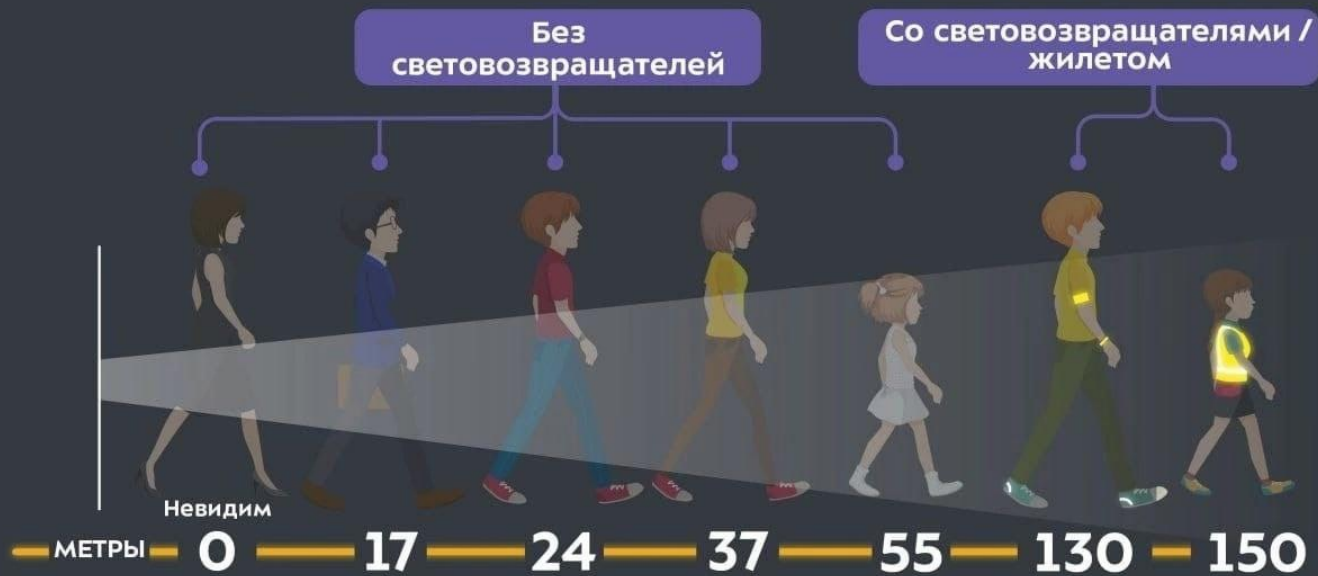 Без
световозвращателей
Со световозвращателями /
жилетом
Невидим
МЕТРЫ 0 17 24 37 55 130 150